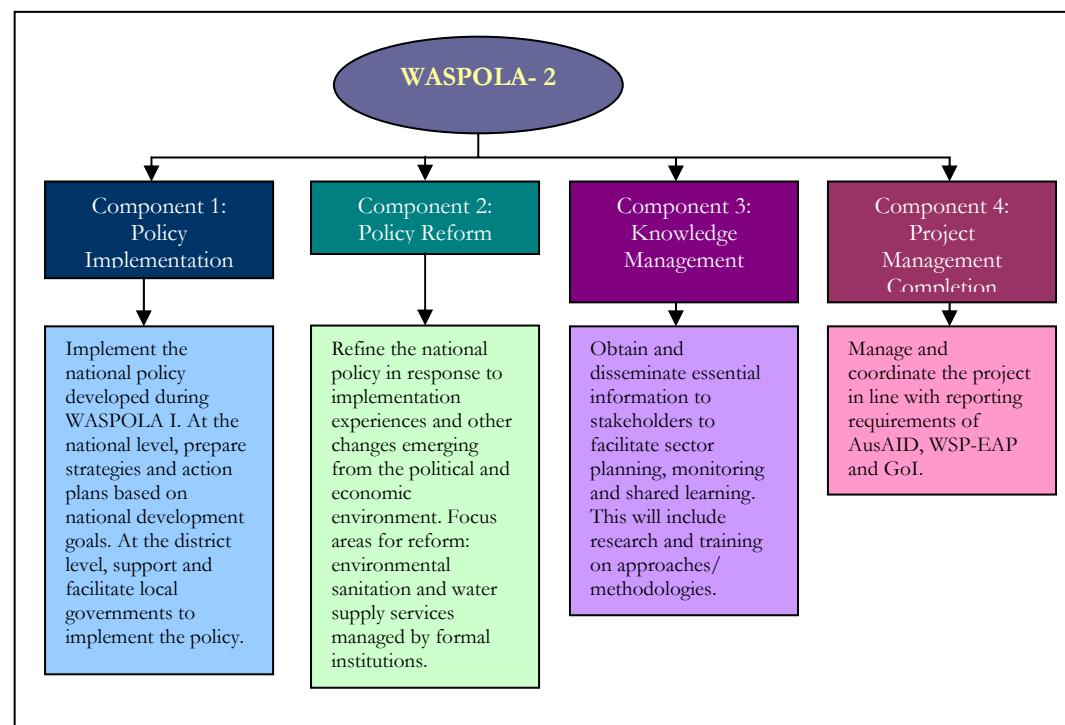 WASPOLA- 2
Component 1:
Policy
Implementation
Component 2:
Policy Reform
Component 3:
Knowledge
Management
Component 4:
Project
Management
Completion
Implement the
national policy
developed during
WASPOLA I. At the
national level, prepare
strategies and action
plans based on
national development
goals. At the district
level, support and
facilitate local
governments to
implement the policy.
Refine the national
policy in response to
implementation
experiences and other
changes emerging
from the political and
economic
environment. Focus
areas for reform:
environmental
sanitation and water
supply services
managed by formal
institutions.
Obtain and
disseminate essential
information to
stakeholders to
facilitate sector
planning, monitoring
and shared learning.
This will include
research and training
on approaches/
methodologies.
Manage and
coordinate the project
in line with reporting
requirements of
AusAID, WSP-EAP
and GoI.